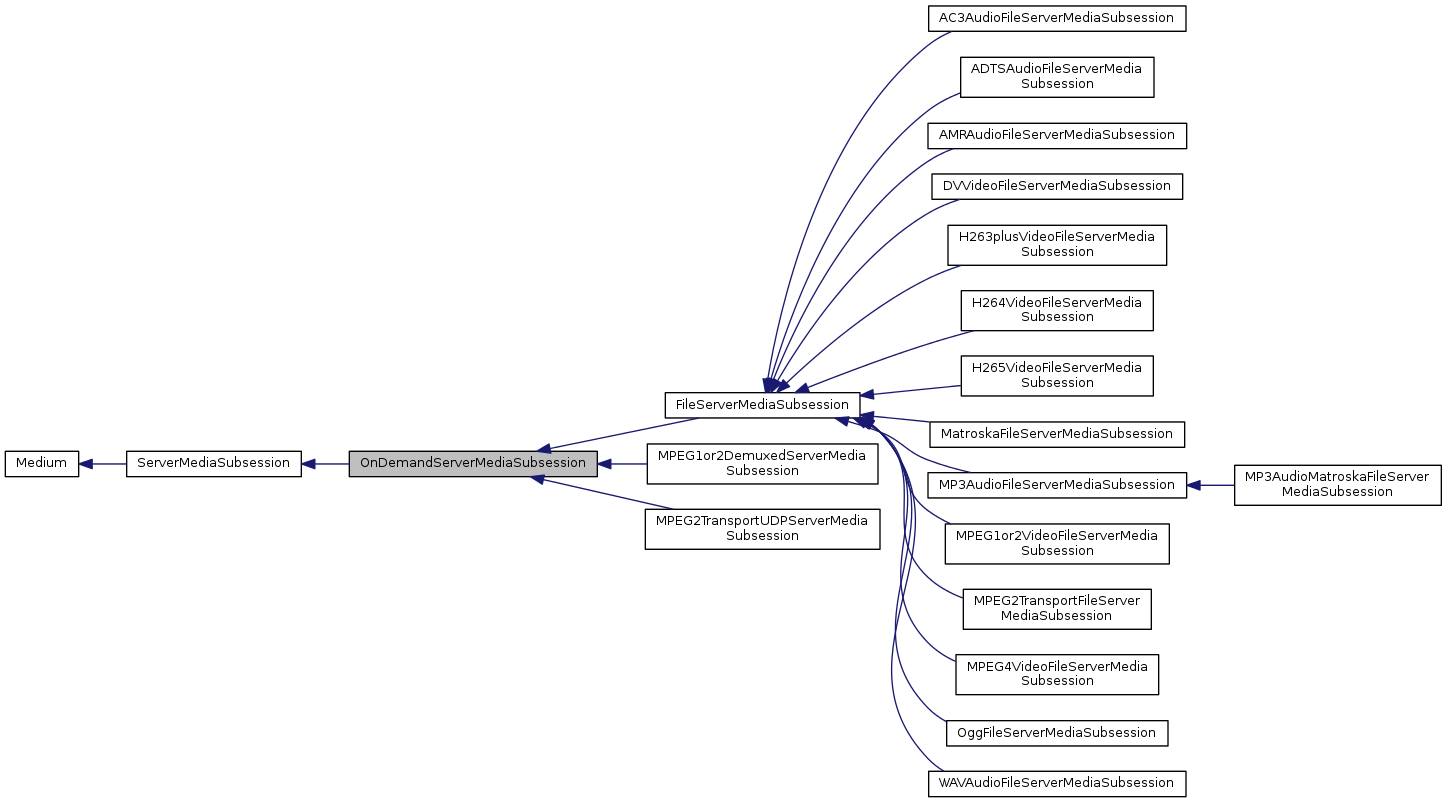 Medium
ServerMediaSubsession
OnDemandServerMediaSubsession
FileServerMediaSubsession
MPEG1or2DemuxedServerMedia
Subsession
MPEG2TransportUDPServerMedia
Subsession
AC3AudioFileServerMediaSubsession
ADTSAudioFileServerMedia
Subsession
AMRAudioFileServerMediaSubsession
DVVideoFileServerMediaSubsession
H263plusVideoFileServerMedia
Subsession
H264VideoFileServerMedia
Subsession
H265VideoFileServerMedia
Subsession
MatroskaFileServerMediaSubsession
MP3AudioFileServerMediaSubsession
MP3AudioMatroskaFileServer
MediaSubsession
MPEG1or2VideoFileServerMedia
Subsession
MPEG2TransportFileServer
MediaSubsession
MPEG4VideoFileServerMedia
Subsession
OggFileServerMediaSubsession
WAVAudioFileServerMediaSubsession